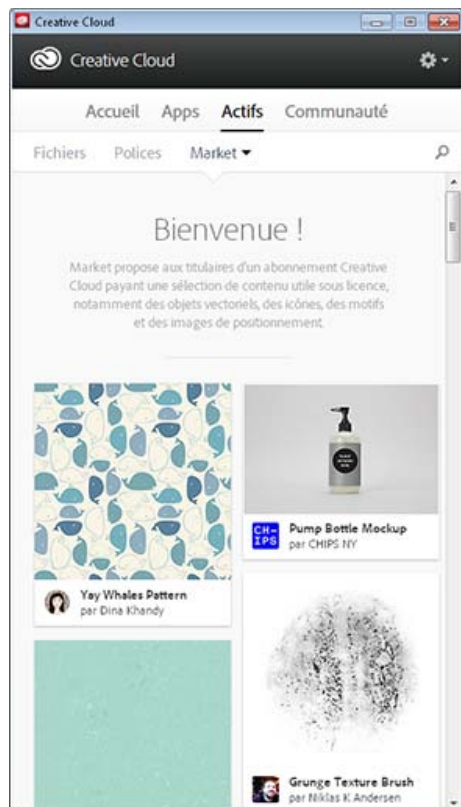 Creative Cloud
Creative Cloud
Accueil Apps Actifs Communauté
Fichiers Polices Market
Bienvenue !
Market propose aux titulaires d'un abonnement Creative
Cloud payant une sélection de contenu utile sous licence,
notamment des objets vectoriels, des icônes, des motifs
et des images de positionnement.
CH-
IPS
Pump Bottle Mockup
par CHIPS NY
Yay Whales Pattern
par Dina Khandy
Grunge Texture Brush
par Niklas K Andersen